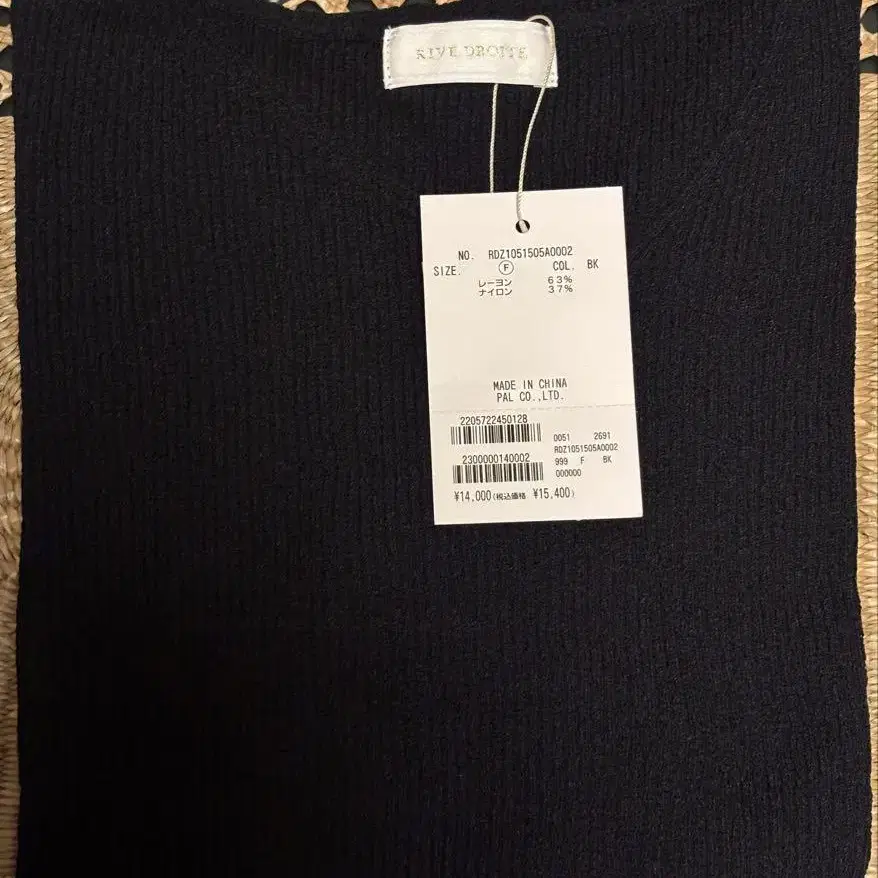 RIVE DROITE
NO. RDZ1051505A0002
SIZE. F COL. BK
レーヨン 63%
ナイロン 37%
MADE IN CHINA
PAL CO.,LTD.
2205722450128
2300000140002
0051 2691
RDZ1051505A0002
999 F BK
000000
¥14,000(税込価格 ¥15,400)